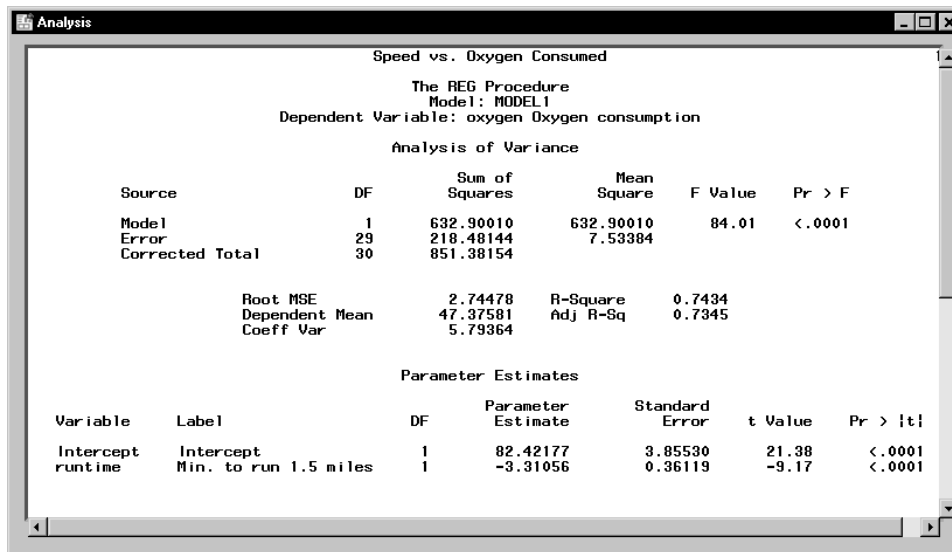 Analysis
Speed vs. Oxygen Consumed 1
The REG Procedure
Model: MODEL1
Dependent Variable: oxygen Oxygen consumption
Analysis of Variance
Sum of Mean
Source DF Squares Square F Value Pr > F
Model 1 632.90010 632.90010 84.01 <.0001
Error 29 218.48144 7.53384
Corrected Total 30 851.38154
Root MSE 2.74478 R-Square 0.7434
Dependent Mean 47.37581 Adj R-Sq 0.7345
Coeff Var 5.79364
Parameter Estimates
Parameter Standard
Variable Label DF Estimate Error t Value Pr > |t|
Intercept Intercept 1 82.42177 3.85530 21.38 <.0001
runtime Min. to run 1.5 miles 1 -3.31056 0.36119 -9.17 <.0001